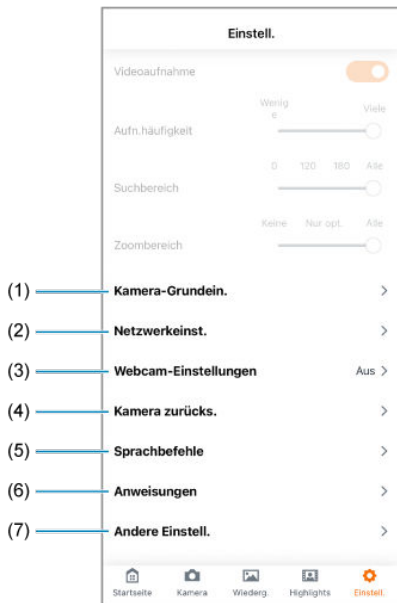 Einstell.
Videoaufnahme
Wenig
e
Viele
Aufn.häufigkeit
0 120 180 Alle
Suchbereich
Keine Nur opt. Alle
Zoombereich
(1) Kamera-Grundein.
(2) Netzwerkeinst.
(3) Webcam-Einstellungen Aus
(4) Kamera zurücks.
(5) Sprachbefehle
(6) Anweisungen
(7) Andere Einstell.
Startseite Kamera Wiederg. Highlights Einstell.